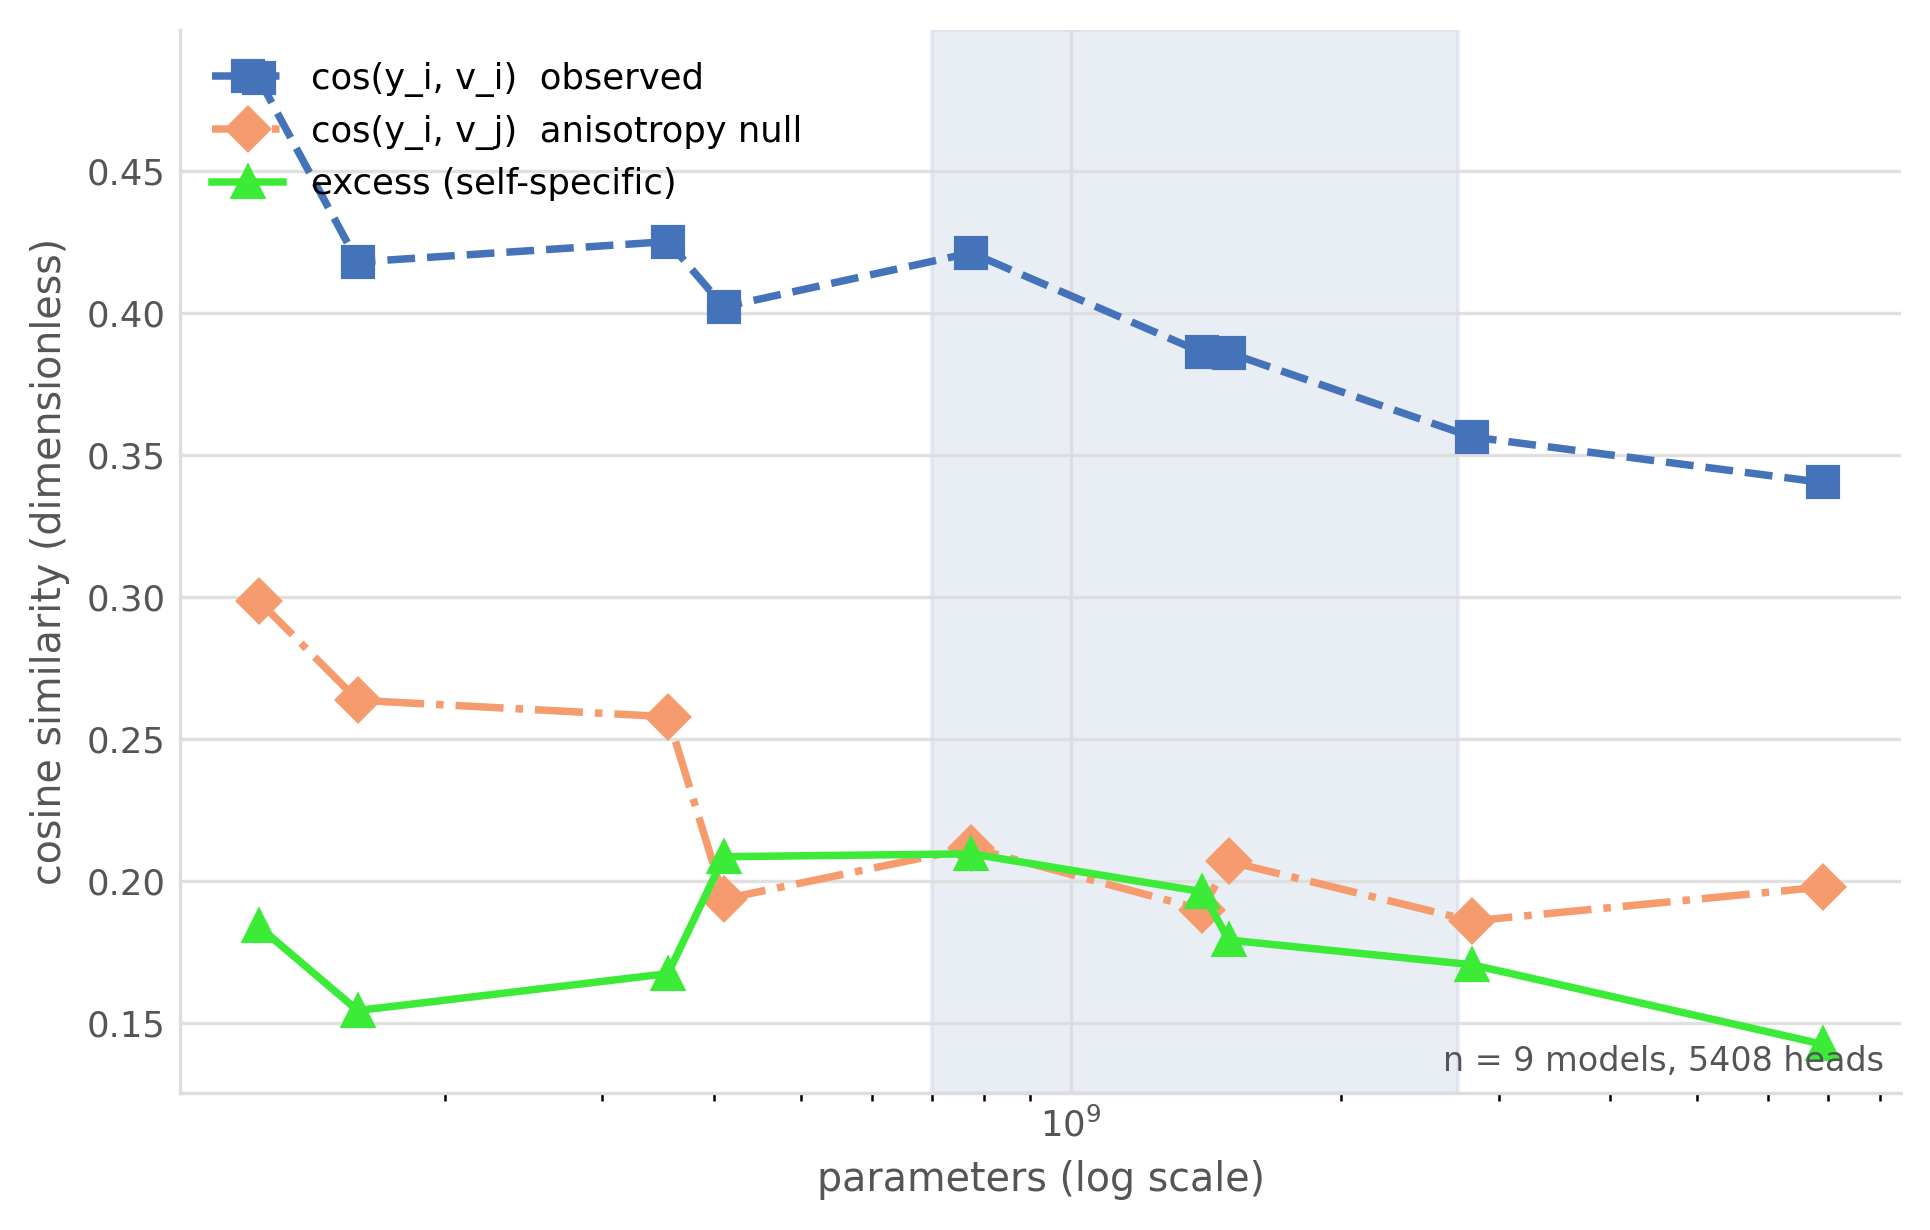 cos(y_i, v_i)  observed
cos(y_i, v_j)  anisotropy null
excess (self-specific)
0.45
0.40
0.35
0.30
0.25
0.20
0.15
cosine similarity (dimensionless)
n = 9 models, 5408 heads
10⁹
parameters (log scale)